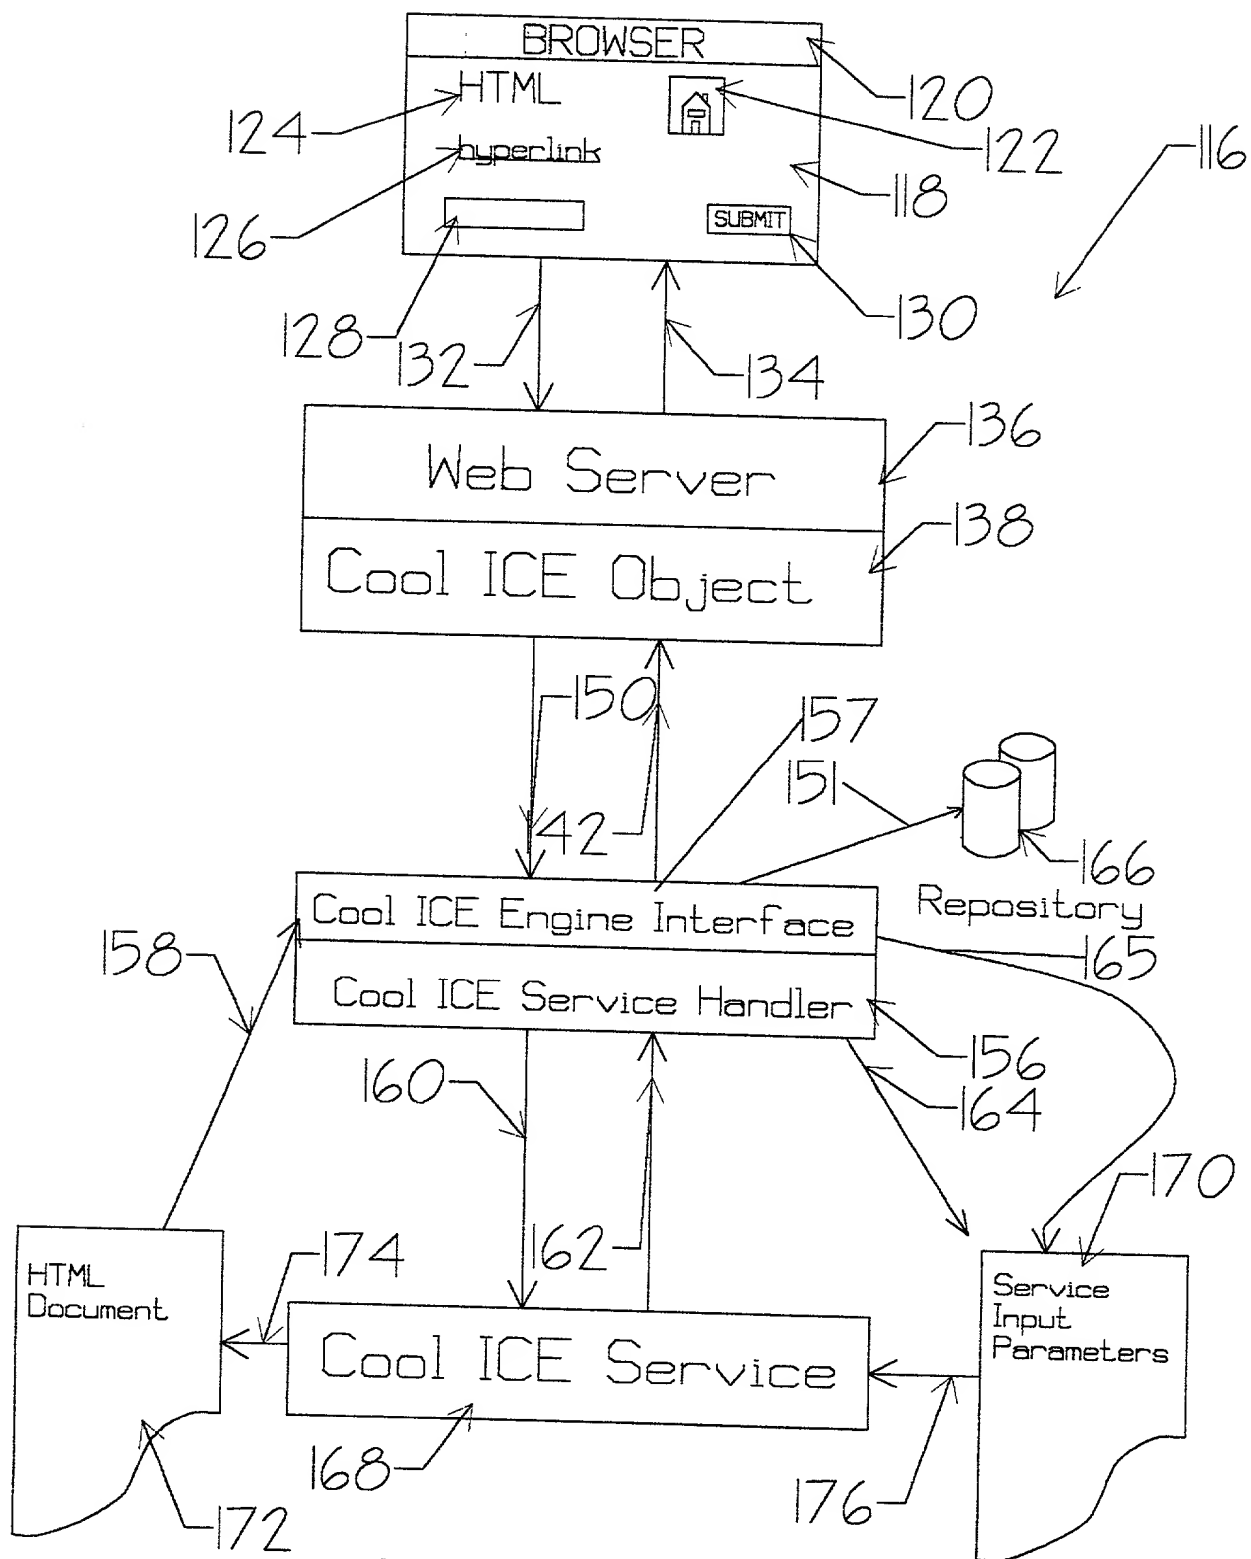 BROWSER
HTML
120
124
122
116
hyperlink
118
126
SUBMIT
128
130
132
134
136
Web Server
138
Cool ICE Object
150
157
151
42
166
Repository
Cool ICE Engine Interface
158
165
Cool ICE Service Handler
156
160
164
170
162
174
HTML
Document
Service
Input
Parameters
Cool ICE Service
168
176
172